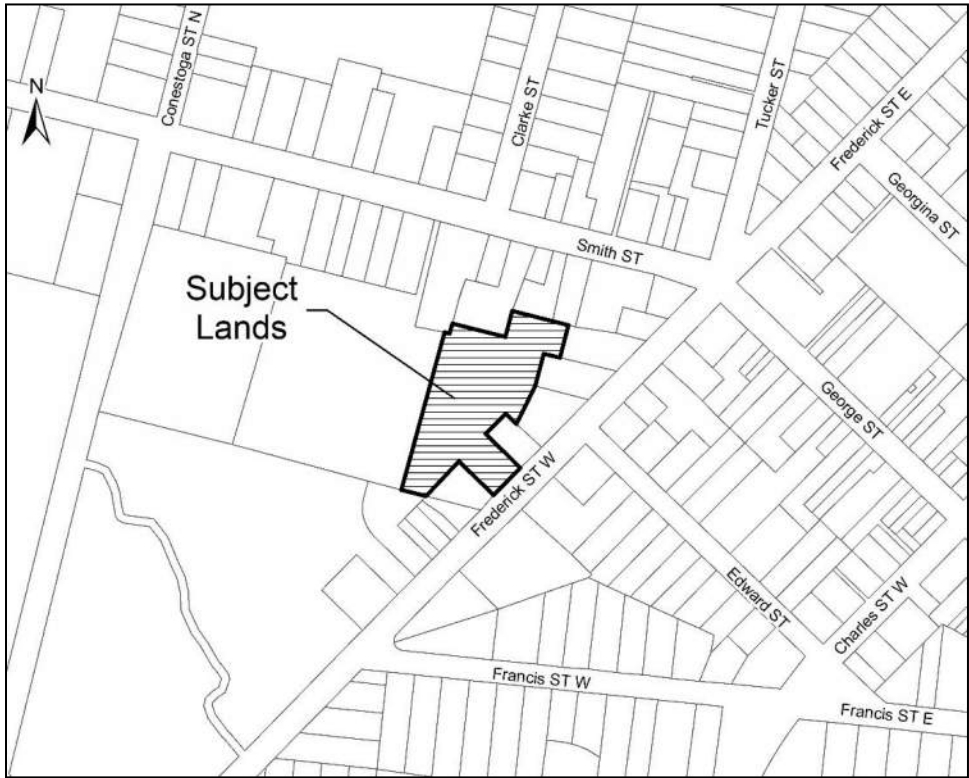 Conestoga ST N
N
Clarke ST
Tucker ST
Frederick ST E
Georgina ST
Smith ST
Subject
Lands
George ST
Frederick ST W
Edward ST
Charles ST W
Francis ST W
Francis ST E